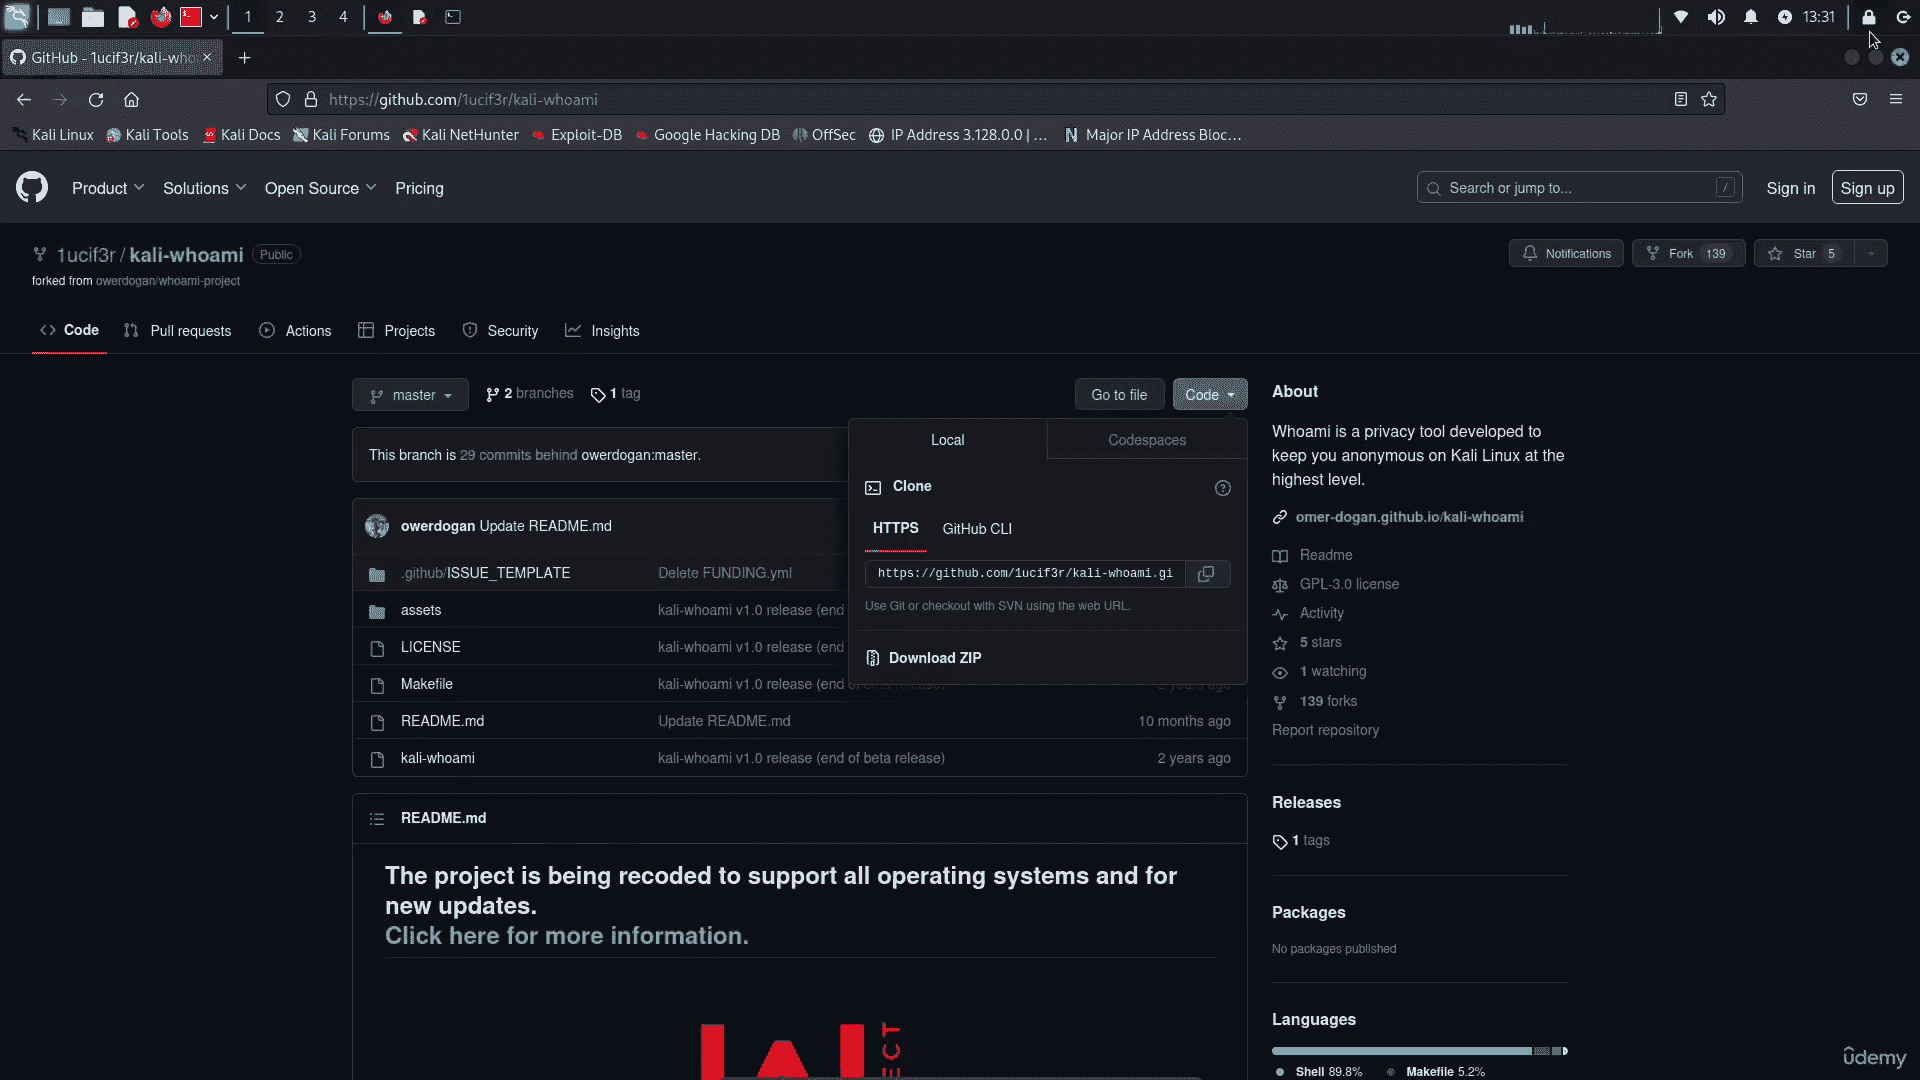 1 2 3 4 13:31
GitHub - 1ucif3r/kali-who
https://github.com/1ucif3r/kali-whoami
Kali Linux Kali Tools Kali Docs Kali Forums Kali NetHunter Exploit-DB Google Hacking DB OffSec IP Address 3.128.0.0 | ... Major IP Address Bloc...
Product Solutions Open Source Pricing Search or jump to... / Sign in Sign up
1ucif3r / kali-whoami Public Notifications Fork 139 Star 5
forked from owerdogan/whoami-project
Code Pull requests Actions Projects Security Insights
master 2 branches 1 tag Go to file Code
This branch is 29 commits behind owerdogan:master.
owerdogan Update README.md
.github/ISSUE_TEMPLATE Delete FUNDING.yml
assets kali-whoami v1.0 release (end
LICENSE kali-whoami v1.0 release (end
Makefile kali-whoami v1.0 release (end of beta release) 2 years ago
README.md Update README.md 10 months ago
kali-whoami kali-whoami v1.0 release (end of beta release) 2 years ago
Local Codespaces
Clone
HTTPS GitHub CLI
https://github.com/1ucif3r/kali-whoami.gi
Use Git or checkout with SVN using the web URL.
Download ZIP
README.md
The project is being recoded to support all operating systems and for
new updates.
Click here for more information.
About
Whoami is a privacy tool developed to
keep you anonymous on Kali Linux at the
highest level.
omer-dogan.github.io/kali-whoami
Readme
GPL-3.0 license
Activity
5 stars
1 watching
139 forks
Report repository
Releases
1 tags
Packages
No packages published
Languages
Shell 89.8% Makefile 5.2%
ûdemy